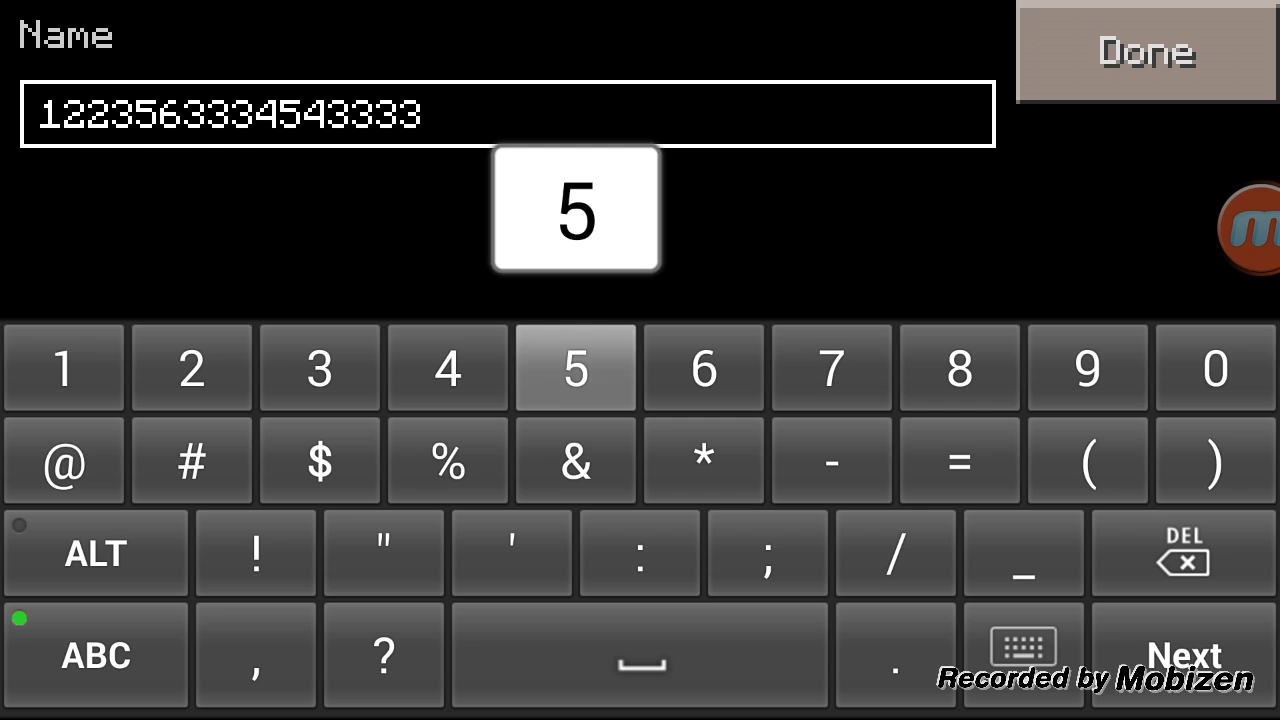 Name
Done
1223563334543333
5
m
1 2 3 4 5 6 7 8 9 0
@ # $ % & * - = ( )
ALT ! " ' : ; / _ DEL
ABC , ? . Next
Recorded by Mobizen